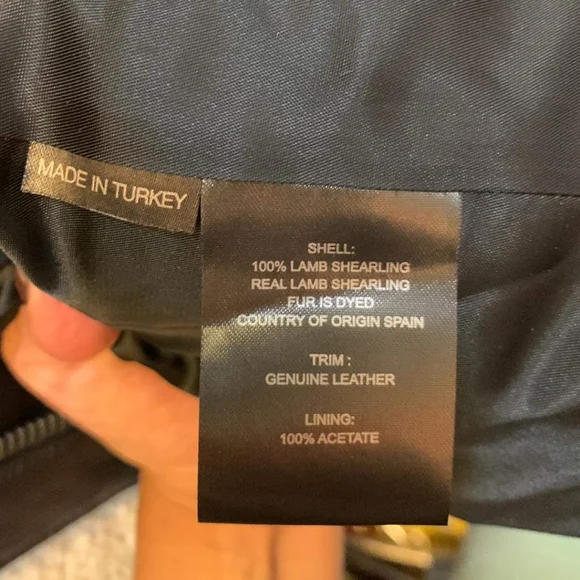 MADE IN TURKEY
SHELL:
100% LAMB SHEARLING
REAL LAMB SHEARLING
FUR IS DYED
COUNTRY OF ORIGIN SPAIN
TRIM :
GENUINE LEATHER
LINING:
100% ACETATE